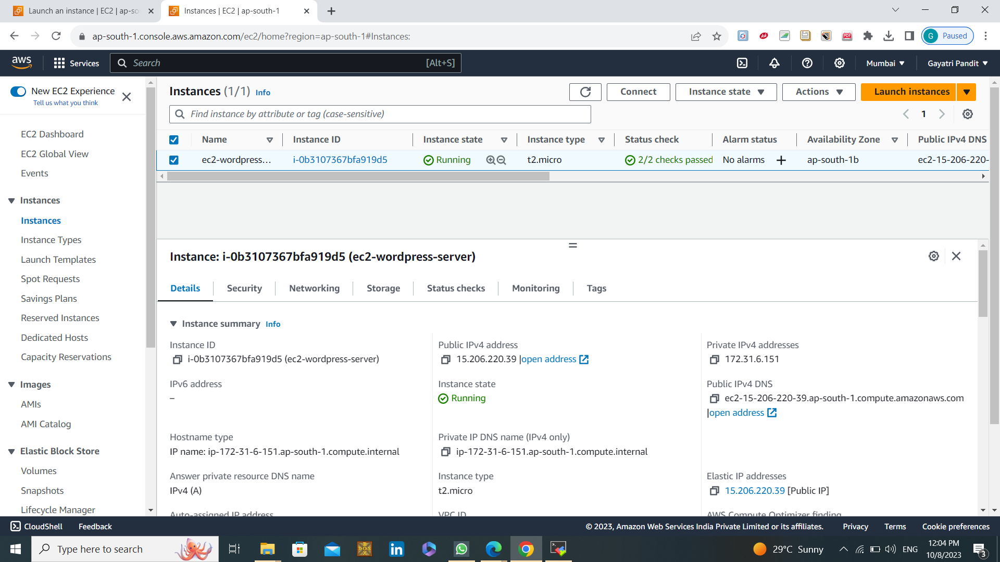 Launch an instance | EC2 | ap-so
Instances | EC2 | ap-south-1
ap-south-1.console.aws.amazon.com/ec2/home?region=ap-south-1#Instances:
Ask
PDF
G Paused
aws
Services
Search [Alt+S]
Mumbai
Gayatri Pandit
New EC2 Experience
Tell us what you think
EC2 Dashboard
EC2 Global View
Events
Instances
Instances
Instance Types
Launch Templates
Spot Requests
Savings Plans
Reserved Instances
Dedicated Hosts
Capacity Reservations
Images
AMIs
AMI Catalog
Elastic Block Store
Volumes
Snapshots
Lifecycle Manager
Instances (1/1) Info
Connect
Instance state
Actions
Launch instances
Find instance by attribute or tag (case-sensitive)
1
Name Instance ID Instance state Instance type Status check Alarm status Availability Zone Public IPv4 DNS
ec2-wordpress… i-0b3107367bfa919d5 Running t2.micro 2/2 checks passed No alarms + ap-south-1b ec2-15-206-220-
Instance: i-0b3107367bfa919d5 (ec2-wordpress-server)
Details Security Networking Storage Status checks Monitoring Tags
Instance summary Info
Instance ID
i-0b3107367bfa919d5 (ec2-wordpress-server)
Public IPv4 address
15.206.220.39 |open address
Private IPv4 addresses
172.31.6.151
IPv6 address
–
Instance state
Running
Public IPv4 DNS
ec2-15-206-220-39.ap-south-1.compute.amazonaws.com
|open address
Hostname type
IP name: ip-172-31-6-151.ap-south-1.compute.internal
Private IP DNS name (IPv4 only)
ip-172-31-6-151.ap-south-1.compute.internal
Answer private resource DNS name
IPv4 (A)
Instance type
t2.micro
Elastic IP addresses
15.206.220.39 [Public IP]
Auto-assigned IP address
VPC ID
AWS Compute Optimizer finding
CloudShell Feedback
© 2023, Amazon Web Services India Private Limited or its affiliates. Privacy Terms Cookie preferences
Type here to search
29°C Sunny
ENG
12:04 PM
10/8/2023
3